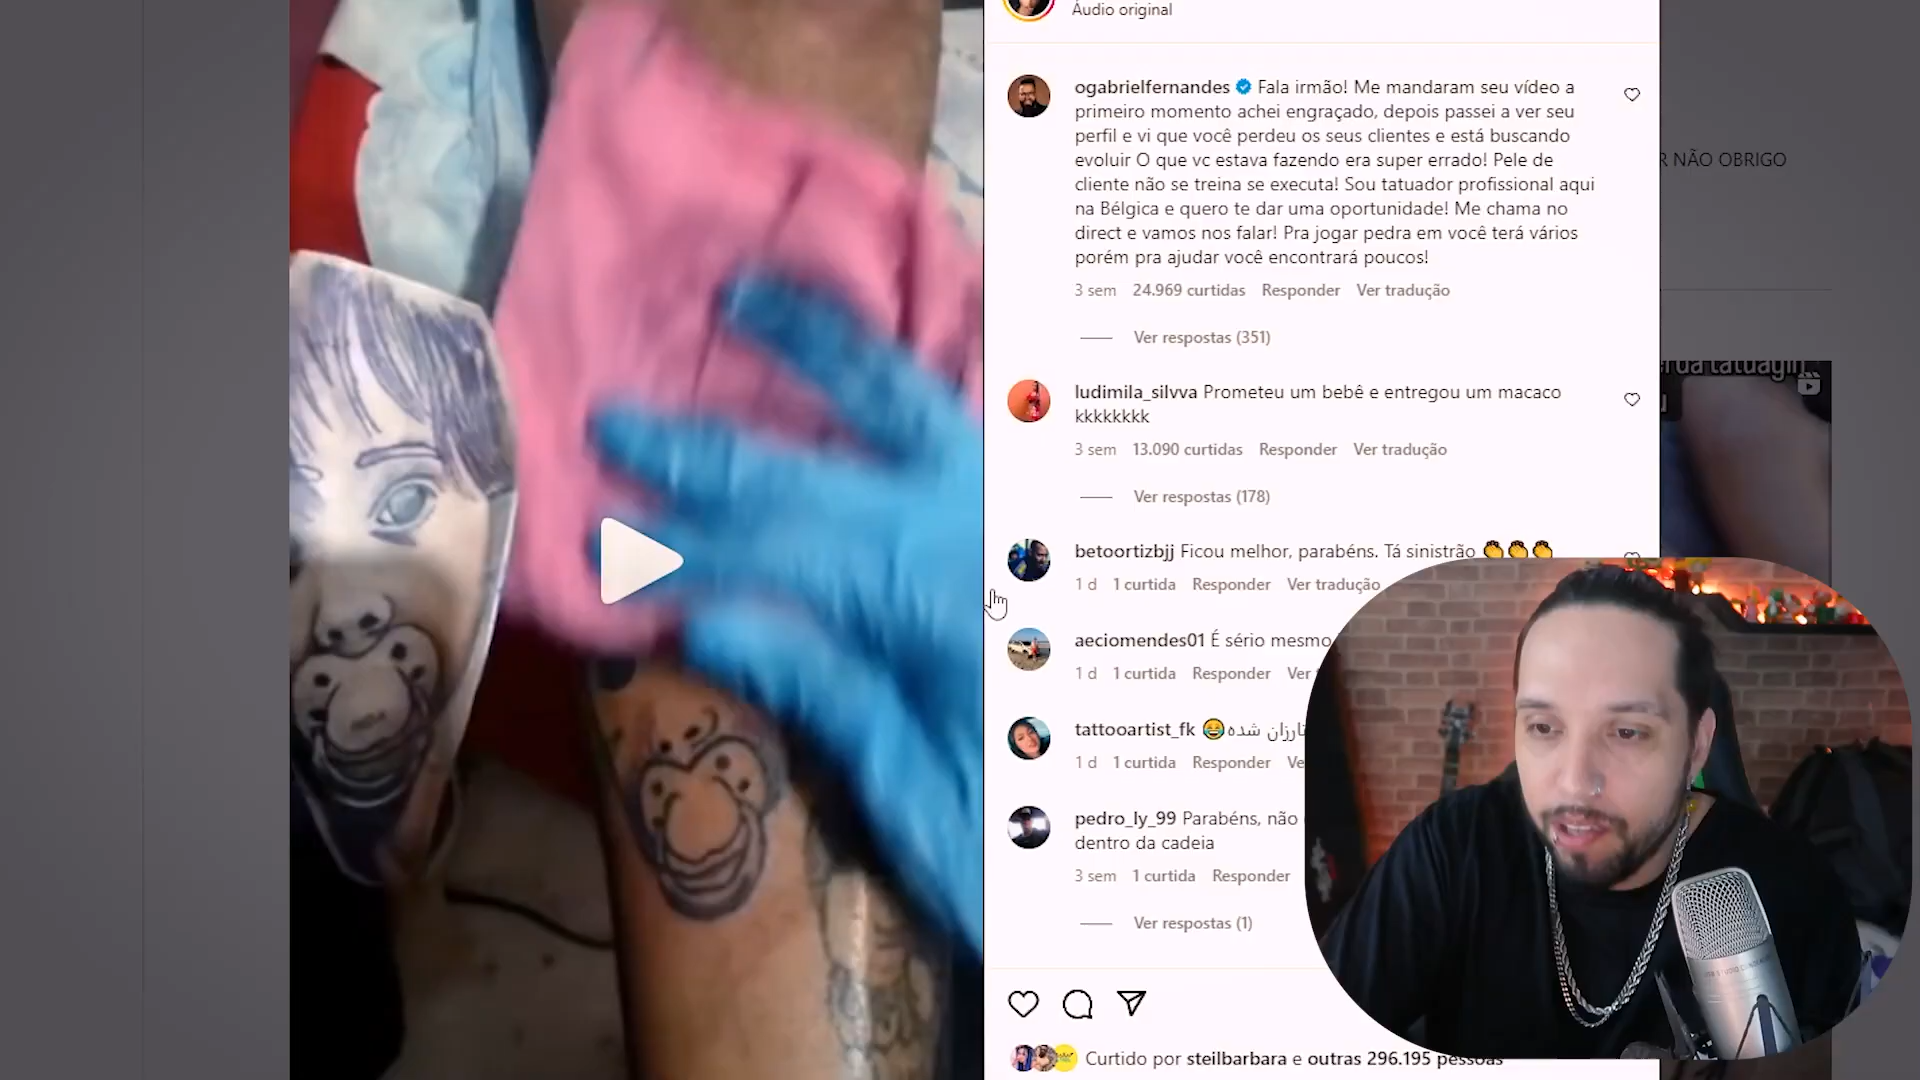 Áudio original
ogabrielfernandes Fala irmão! Me mandaram seu vídeo a
primeiro momento achei engraçado, depois passei a ver seu
perfil e vi que você perdeu os seus clientes e está buscando
evoluir O que vc estava fazendo era super errado! Pele de
cliente não se treina se executa! Sou tatuador profissional aqui
na Bélgica e quero te dar uma oportunidade! Me chama no
direct e vamos nos falar! Pra jogar pedra em você terá vários
porém pra ajudar você encontrará poucos!
3 sem 24.969 curtidas Responder Ver tradução
Ver respostas (351)
ludimila_silvva Prometeu um bebê e entregou um macaco
kkkkkkkk
3 sem 13.090 curtidas Responder Ver tradução
Ver respostas (178)
betoortizbjj Ficou melhor, parabéns. Tá sinistrão 👏👏👏
1 d 1 curtida Responder Ver tradução
aeciomendes01 É sério mesmo
1 d 1 curtida Responder Ver
tattooartist_fk 😂تارزان شده
1 d 1 curtida Responder Ve
pedro_ly_99 Parabéns, não
dentro da cadeia
3 sem 1 curtida Responder
Ver respostas (1)
Curtido por steilbarbara e outras 296.195 pessoas
R NÃO OBRIGO